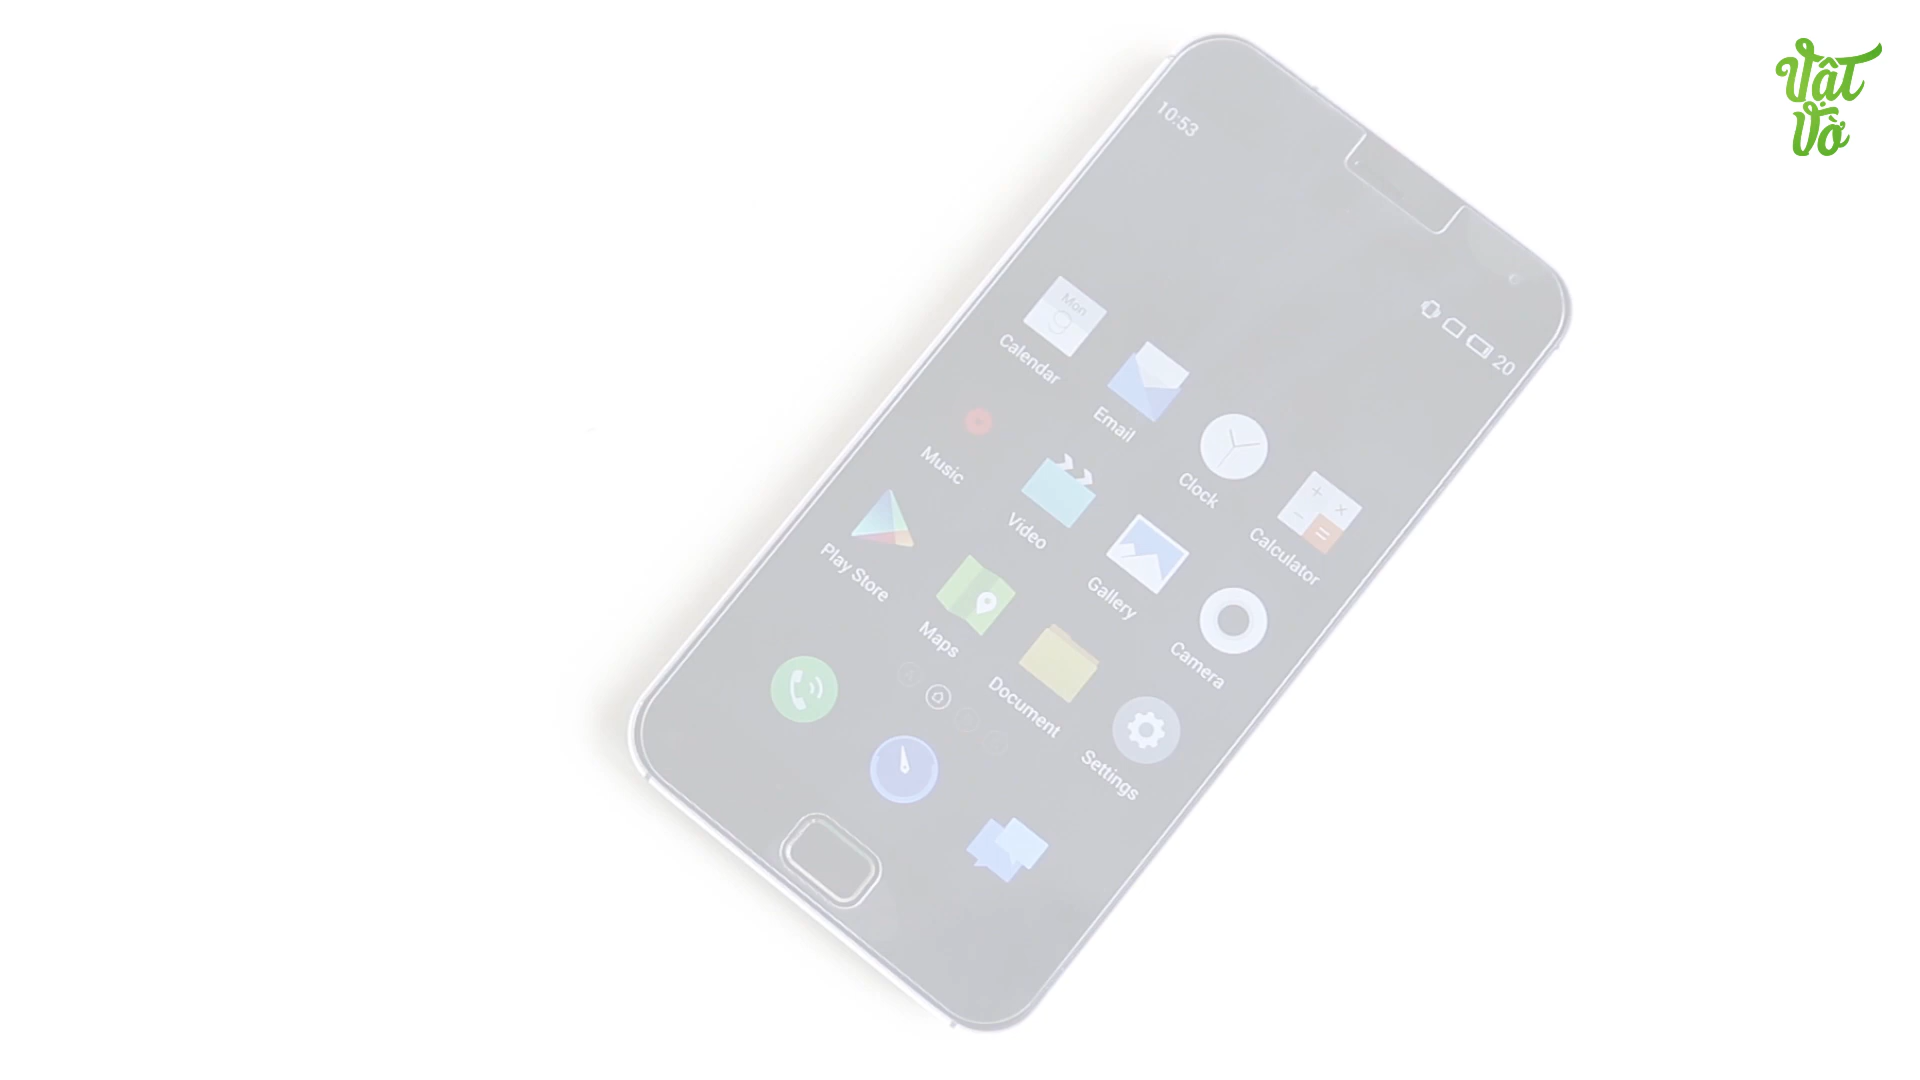 Vật
Vờ
10:53
20
Mon
9
Calendar
Email
Clock
Calculator
Music
Video
Gallery
Camera
Play Store
Maps
Document
Settings